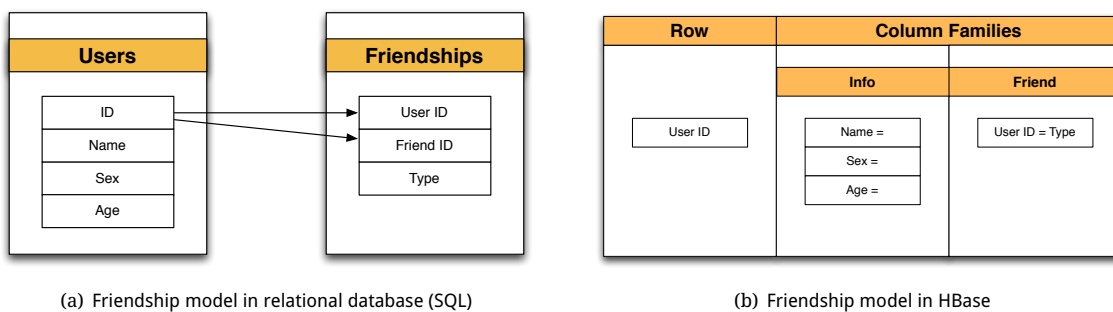 Users
ID
Name
Sex
Age
Friendships
User ID
Friend ID
Type
(a) Friendship model in relational database (SQL)
Row
Column Families
Info
Friend
User ID
Name =
Sex =
Age =
User ID = Type
(b) Friendship model in HBase